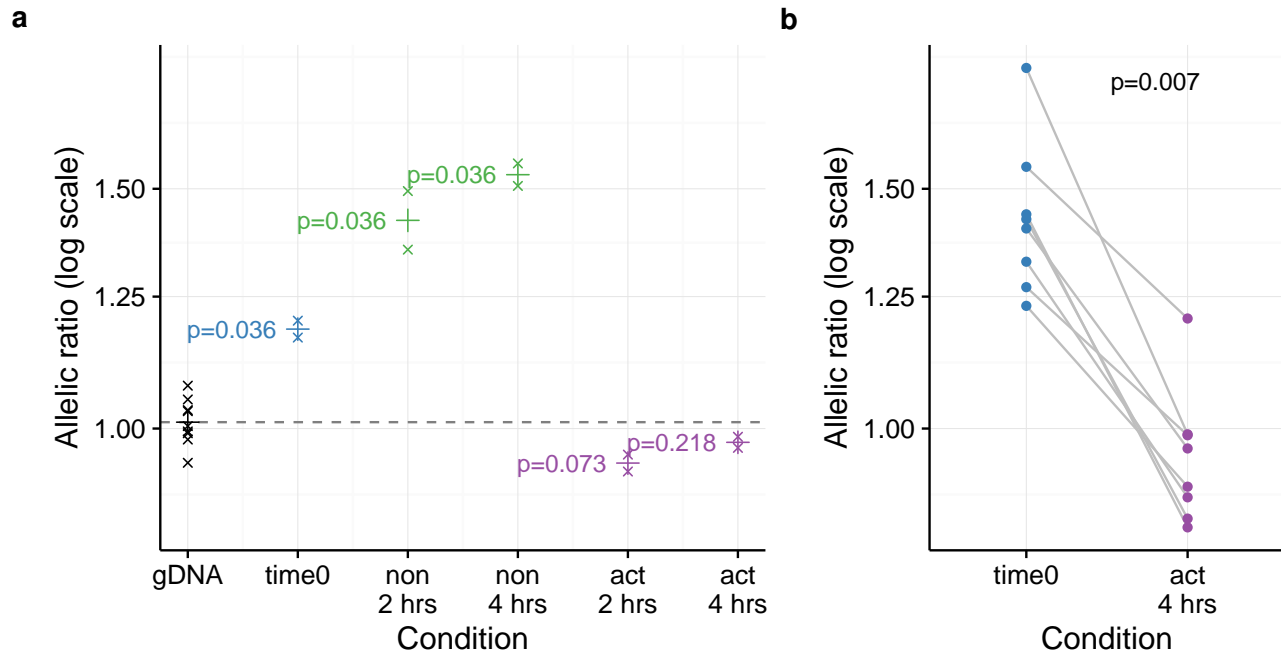 a
Allelic ratio (log scale)
1.50
1.25
1.00
p=0.036
p=0.036
p=0.036
p=0.073
p=0.218
gDNA
time0
non
2 hrs
non
4 hrs
act
2 hrs
act
4 hrs
Condition
b
Allelic ratio (log scale)
1.50
1.25
1.00
p=0.007
time0
act
4 hrs
Condition